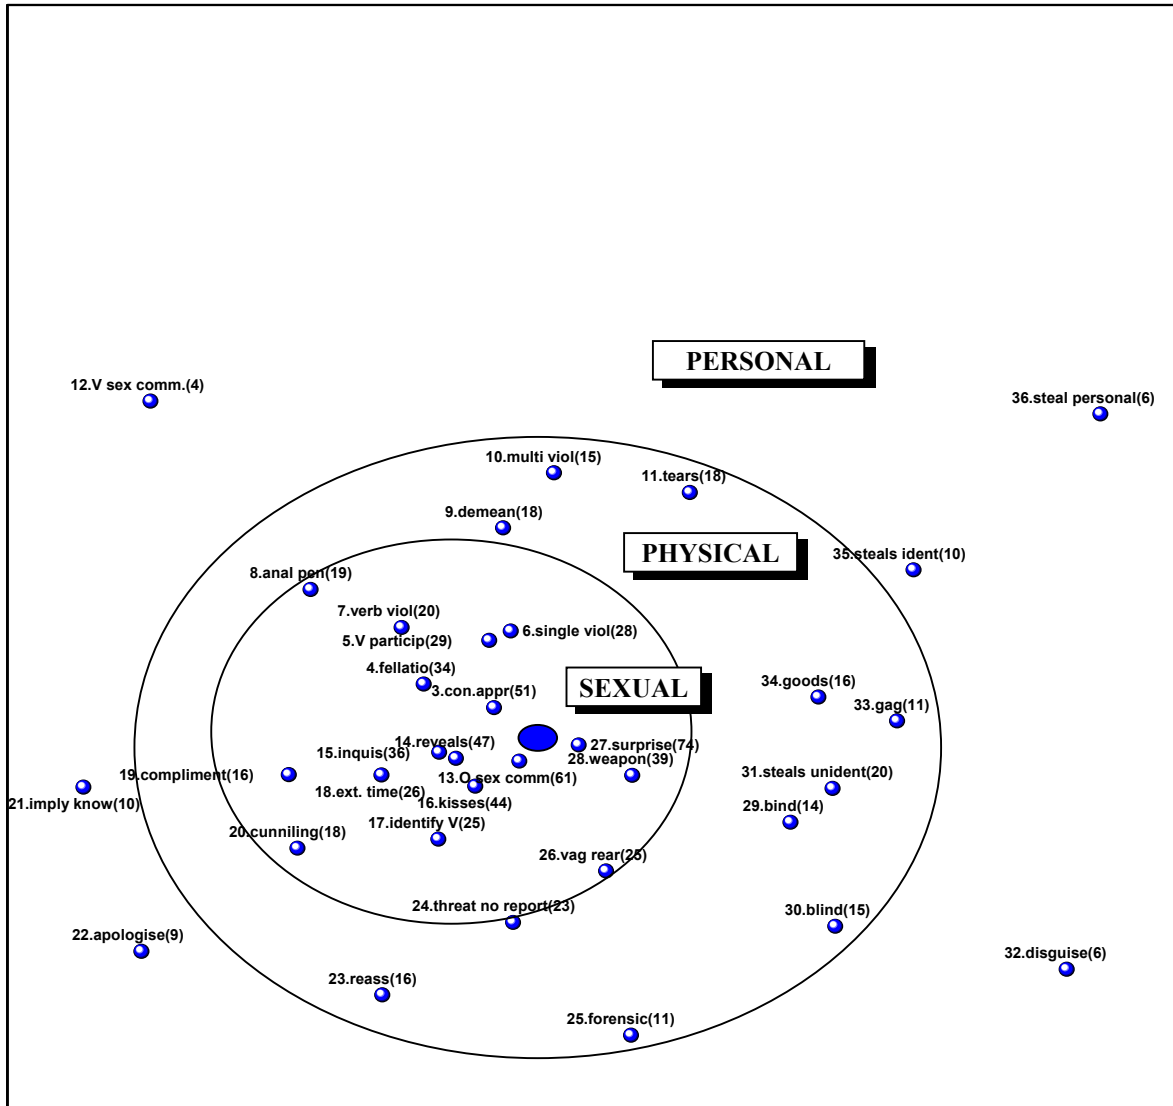 PERSONAL
12.V sex comm.(4)
36.steal personal(6)
10.multi viol(15)
11.tears(18)
9.demean(18)
PHYSICAL
35.steals ident(10)
8.anal pen(19)
7.verb viol(20)
6.single viol(28)
5.V particip(29)
4.fellatio(34)
SEXUAL
34.goods(16)
3.con.appr(51)
33.gag(11)
14.reveals(47)
27.surprise(74)
15.inquis(36)
28.weapon(39)
19.compliment(16)
13.O sex comm(61)
31.steals unident(20)
18.ext. time(26)
16.kisses(44)
21.imply know(10)
29.bind(14)
17.identify V(25)
20.cunniling(18)
26.vag rear(25)
24.threat no report(23)
30.blind(15)
22.apologise(9)
32.disguise(6)
23.reass(16)
25.forensic(11)